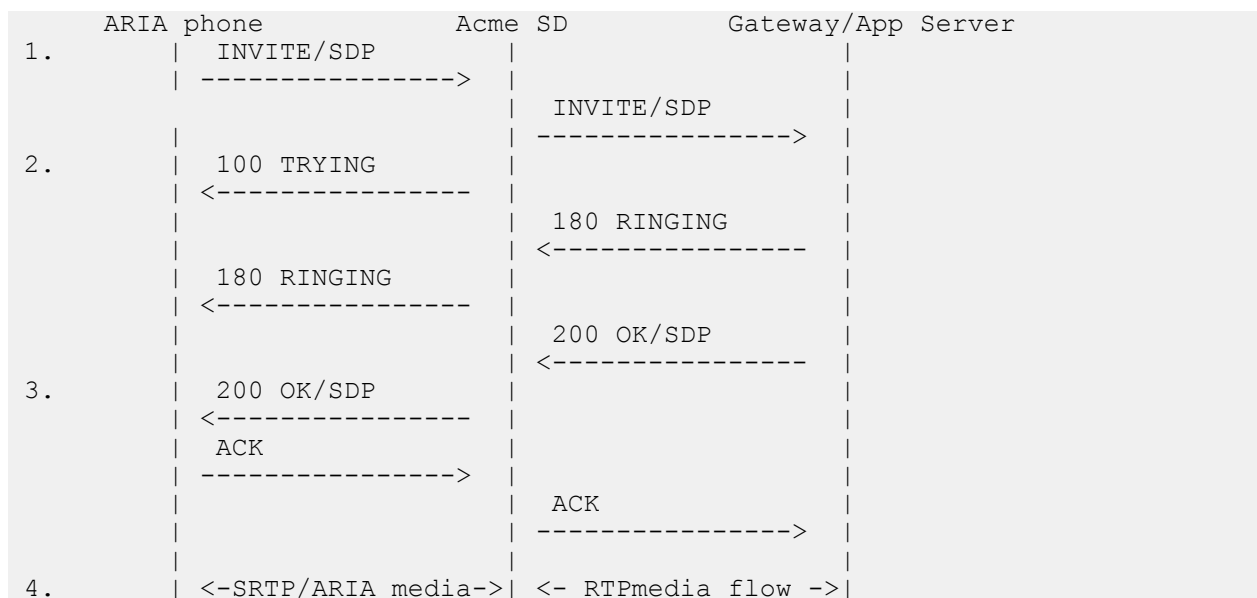 ARIA phone Acme SD Gateway/App Server
1. | INVITE/SDP | |
| ----------------> | |
| INVITE/SDP |
| | ----------------> |
2. | 100 TRYING | |
| <---------------- | |
| | 180 RINGING |
| | <---------------- |
| 180 RINGING | |
| <---------------- | |
| | 200 OK/SDP |
| | <---------------- |
3. | 200 OK/SDP | |
| <---------------- | |
| ACK | |
| ----------------> | |
| | ACK |
| | ----------------> |
| | |
4. | <-SRTP/ARIA media->| <- RTPmedia flow ->|